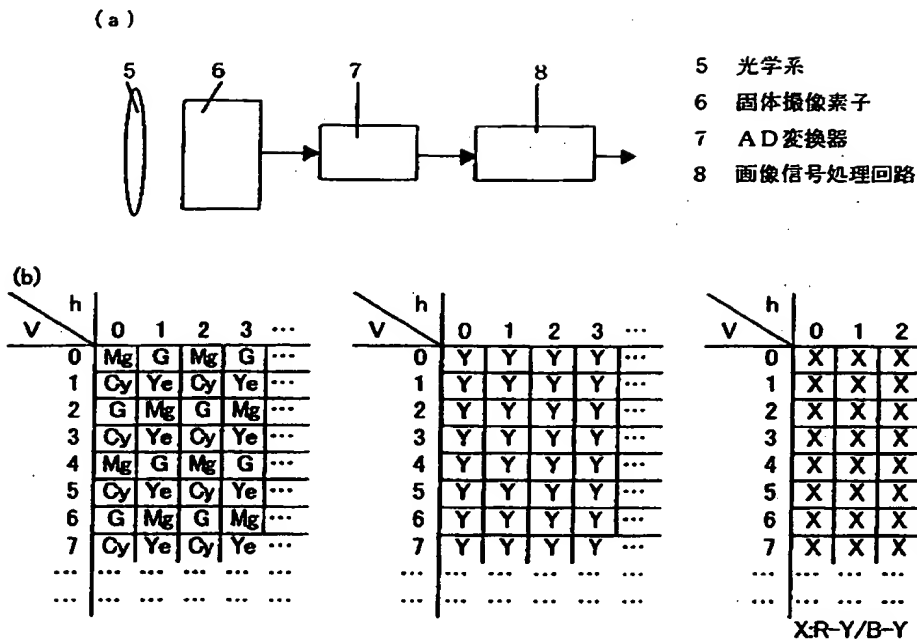 (a)
5 6 7 8
5 光学系
6 固体撮像素子
7 AD変換器
8 画像信号処理回路
(b)
h h h
V 0 1 2 3 … V 0 1 2 3 … V 0 1 2
0 Mg G Mg G … 0 Y Y Y Y … 0 X X X
1 Cy Ye Cy Ye … 1 Y Y Y Y … 1 X X X
2 G Mg G Mg … 2 Y Y Y Y … 2 X X X
3 Cy Ye Cy Ye … 3 Y Y Y Y … 3 X X X
4 Mg G Mg G … 4 Y Y Y Y … 4 X X X
5 Cy Ye Cy Ye … 5 Y Y Y Y … 5 X X X
6 G Mg G Mg … 6 Y Y Y Y … 6 X X X
7 Cy Ye Cy Ye … 7 Y Y Y Y … 7 X X X
… … … … … … … … … … … … … … … …
… … … … … … … … … … … … … … … …
X:R-Y/B-Y